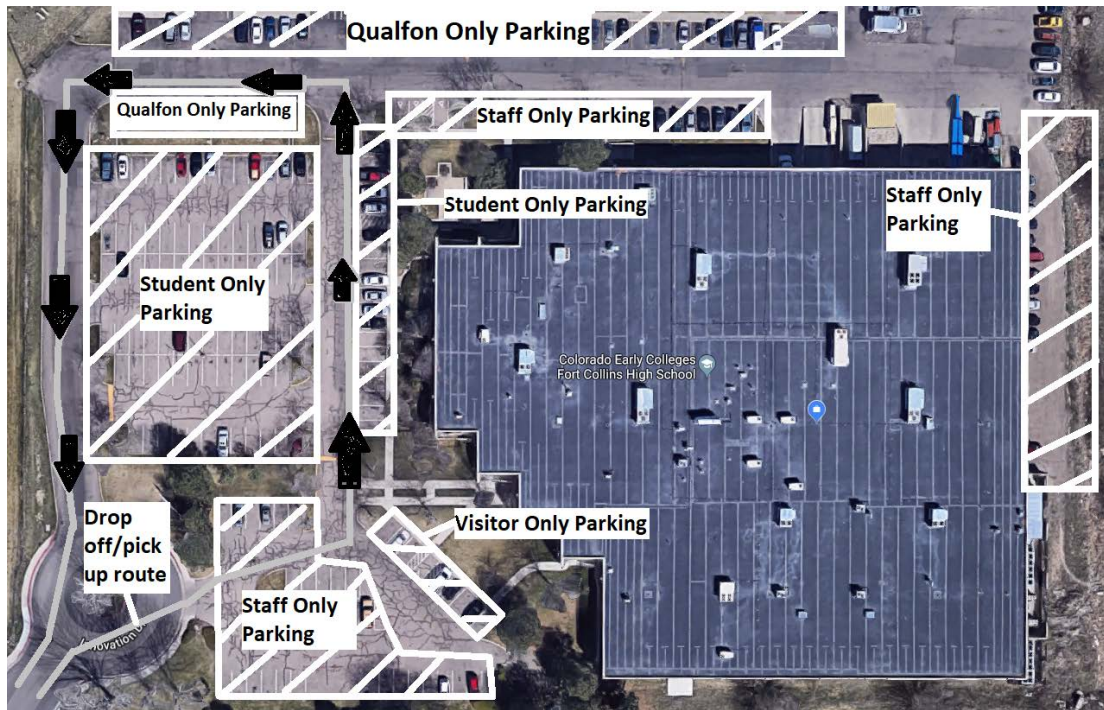 Qualfon Only Parking
Qualfon Only Parking
Staff Only Parking
Student Only Parking
Staff Only
Parking
Student Only
Parking
Colorado Early Colleges
Fort Collins High School
Drop
off/pick
up route
Visitor Only Parking
Staff Only
Parking